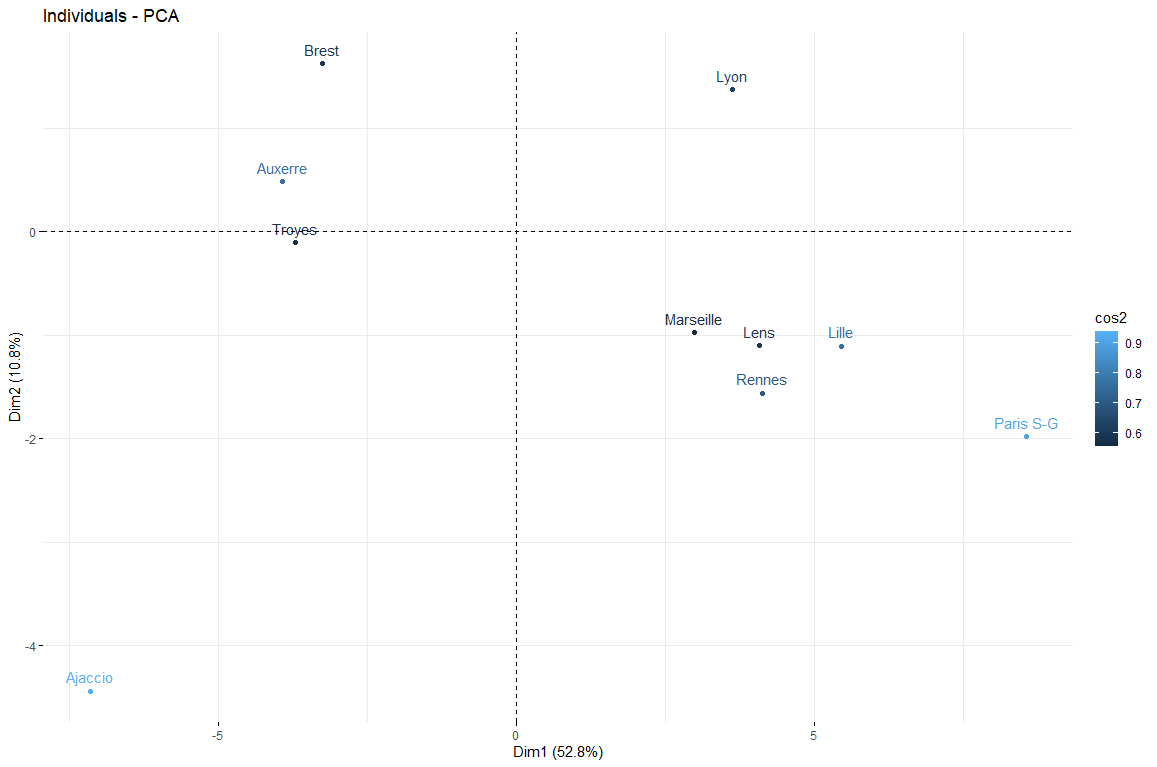 Individuals - PCA
Brest
Lyon
Auxerre
Troyes
Marseille
Lens
Lille
Rennes
Paris S-G
Ajaccio
0
-2
-4
Dim2 (10.8%)
-5
0
5
Dim1 (52.8%)
cos2
0.9
0.8
0.7
0.6